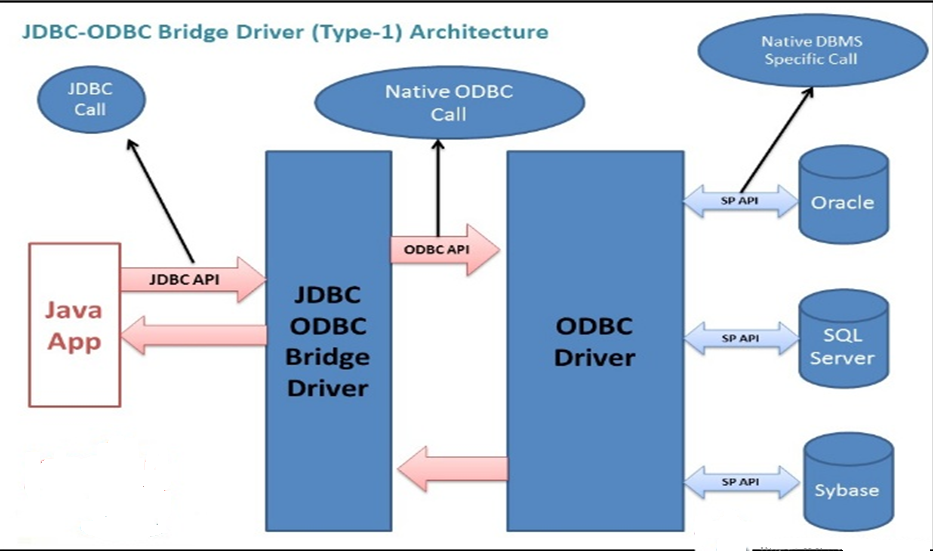 JDBC-ODBC Bridge Driver (Type-1) Architecture
JDBC
Call
Native ODBC
Call
Native DBMS
Specific Call
Java
App
JDBC API
JDBC
ODBC
Bridge
Driver
ODBC API
ODBC
Driver
SP API
Oracle
SP API
SQL
Server
SP API
Sybase